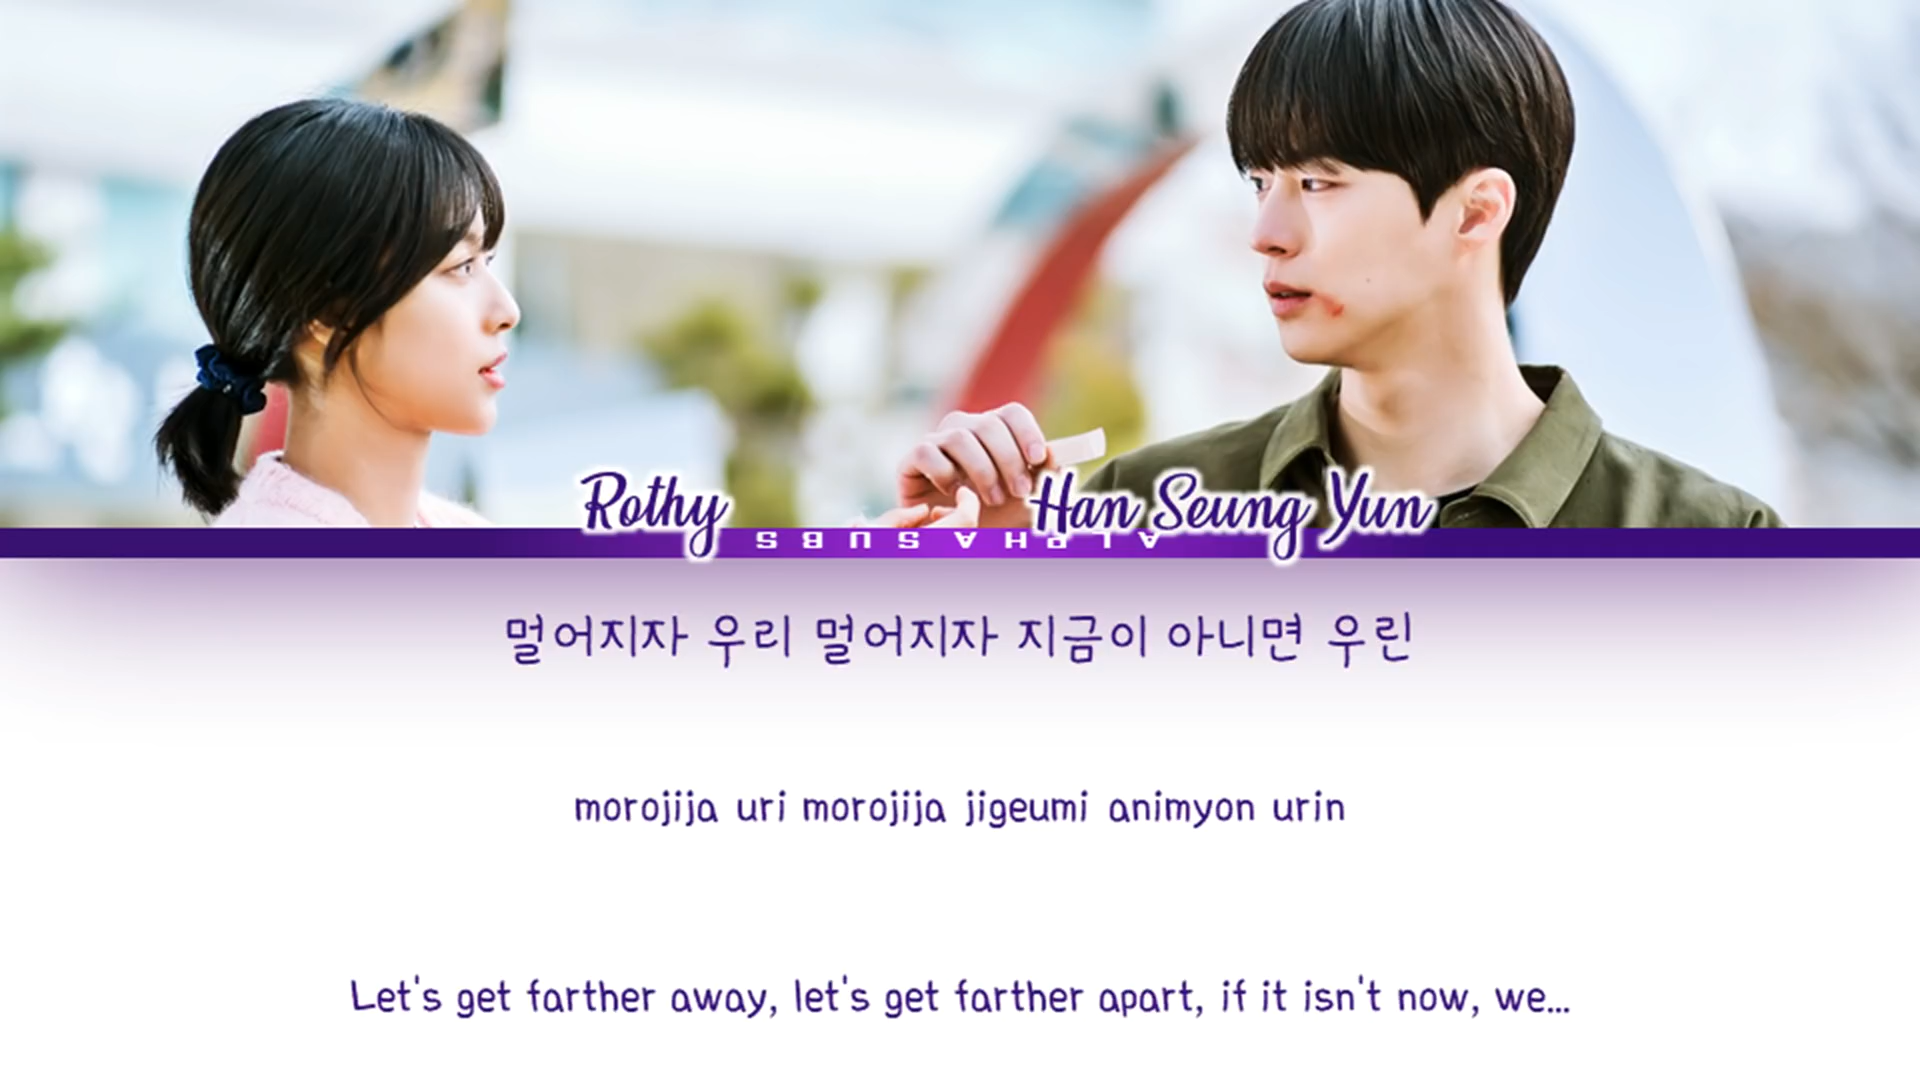 Rothy
Han Seung Yun
ALPHASUBS
멀어지자 우리 멀어지자 지금이 아니면 우린
morojija uri morojija jigeumi animyon urin
Let's get farther away, let's get farther apart, if it isn't now, we...